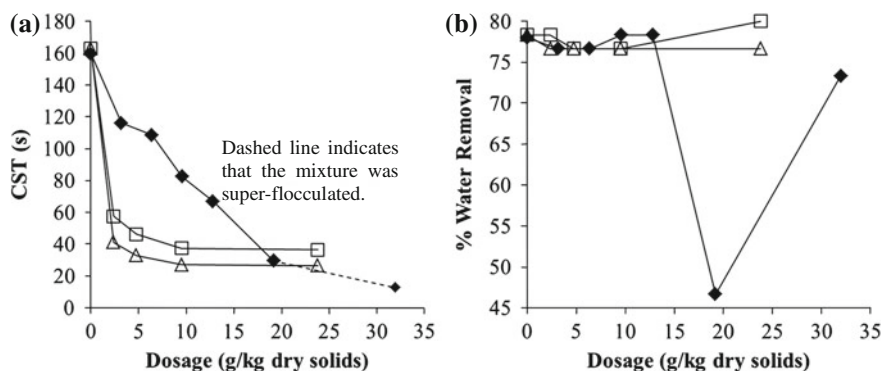 (a)
180
160
140
120
100
80
60
40
20
0
CST (s)
Dashed line indicates
that the mixture was
super-flocculated.
0 5 10 15 20 25 30 35
Dosage (g/kg dry solids)
(b)
80
75
70
65
60
55
50
45
% Water Removal
0 5 10 15 20 25 30 35
Dosage (g/kg dry solids)